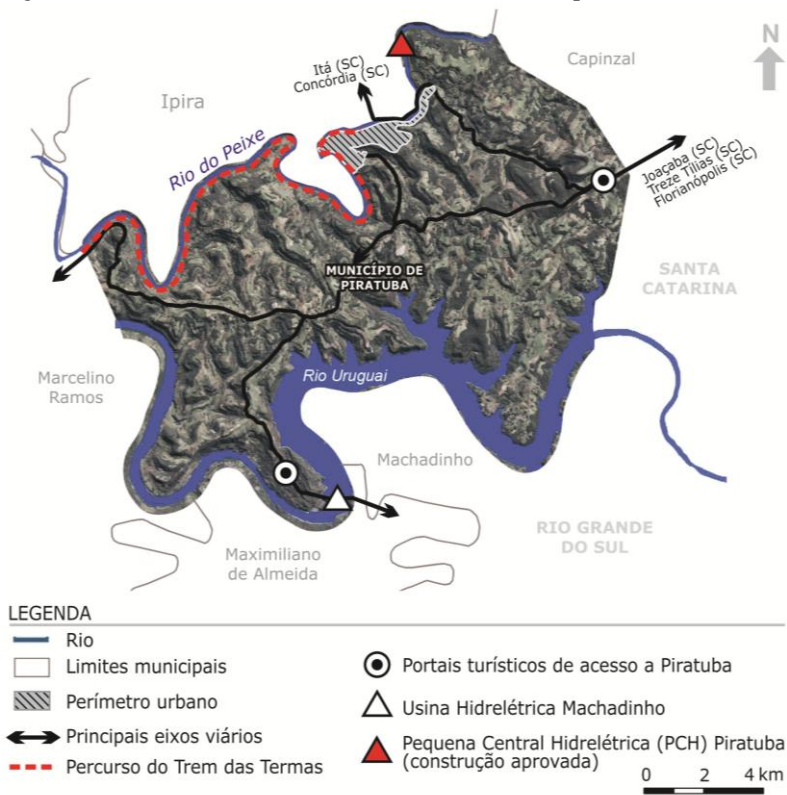 N
Itá (SC)
Concórdia (SC)
Capinzal
Ipira
Rio do Peixe
Joaçaba (SC)
Treze Tílias (SC)
Florianópolis (SC)
MUNICÍPIO DE
PIRATUBA
SANTA
CATARINA
Marcelino
Ramos
Rio Uruguai
Machadinho
Maximiliano
de Almeida
RIO GRANDE
DO SUL
LEGENDA
Rio
Limites municipais
Perímetro urbano
Principais eixos viários
Percurso do Trem das Termas
Portais turísticos de acesso a Piratuba
Usina Hidrelétrica Machadinho
Pequena Central Hidrelétrica (PCH) Piratuba
(construção aprovada)
0 2 4 km